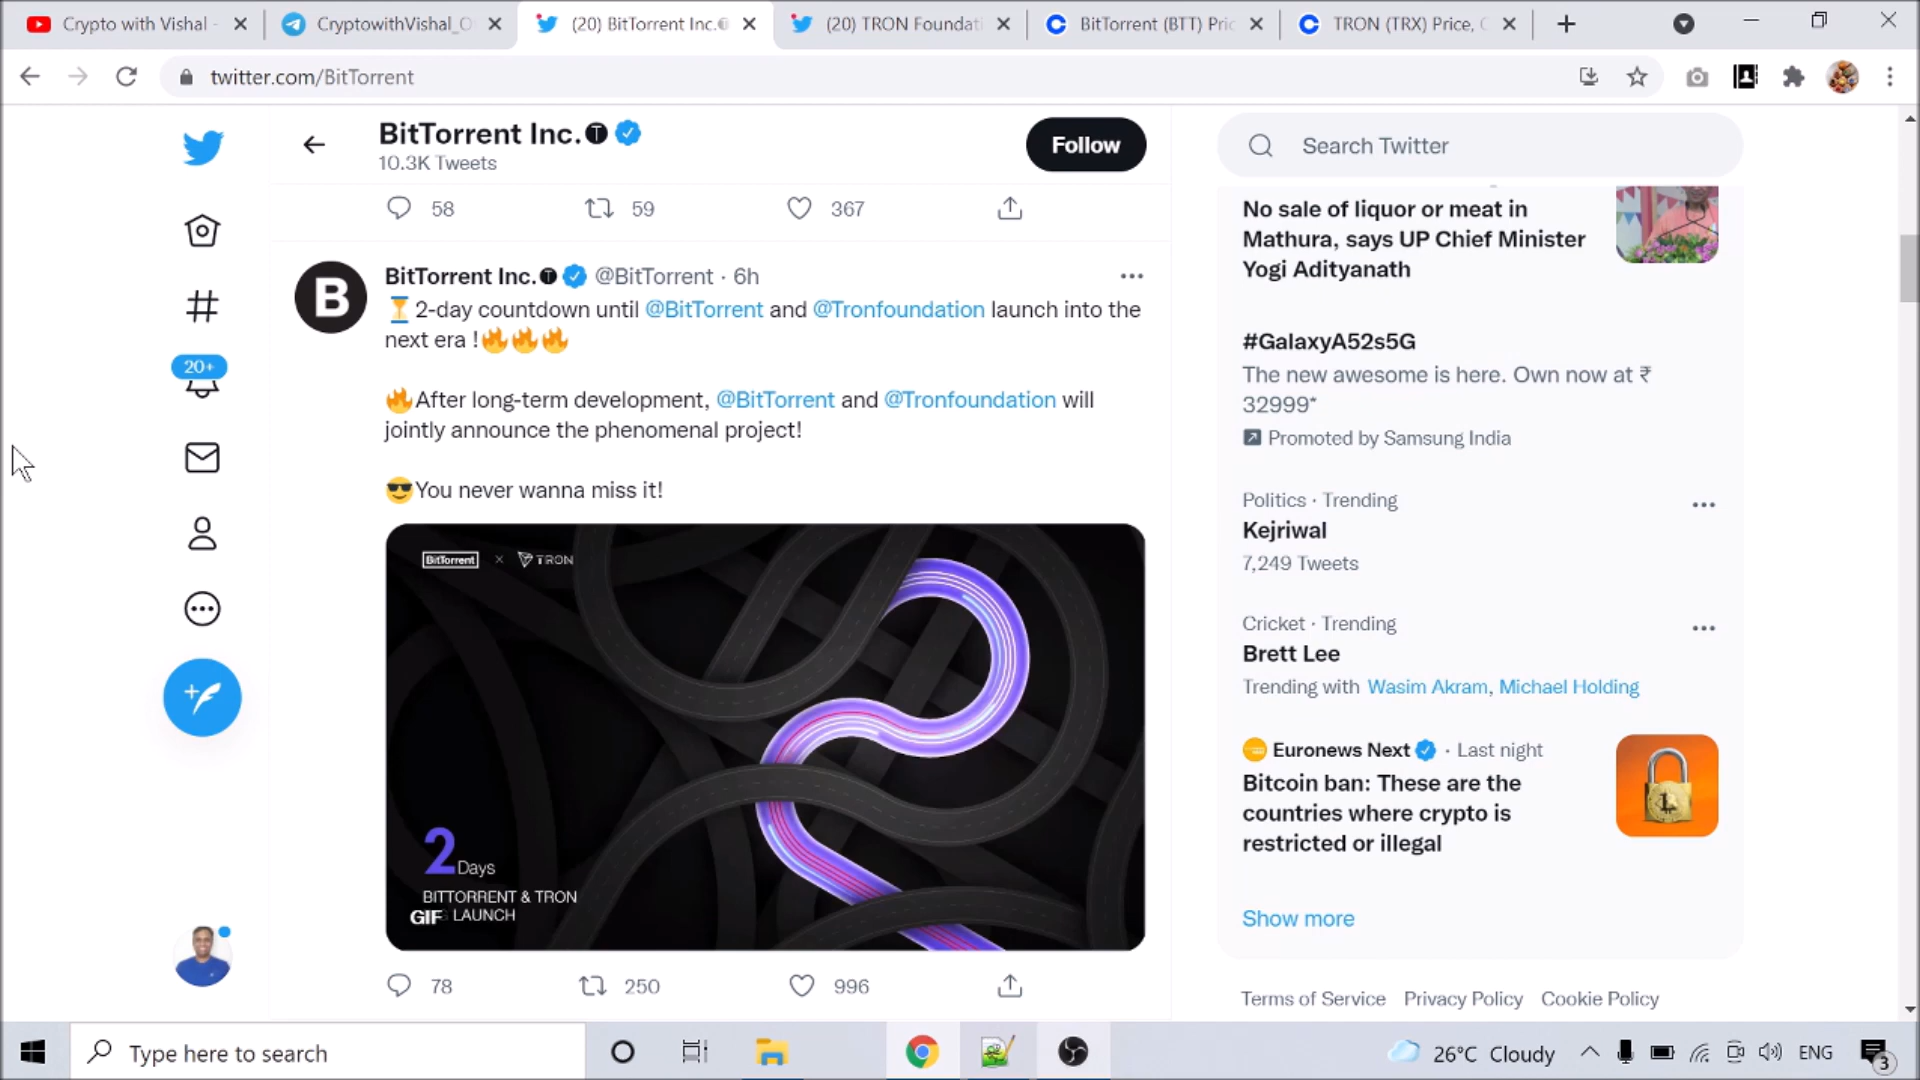 Crypto with Vishal -
CryptowithVishal_O
(20) BitTorrent Inc.
(20) TRON Foundati
BitTorrent (BTT) Pric
TRON (TRX) Price, C
twitter.com/BitTorrent
BitTorrent Inc.🅣
10.3K Tweets
Follow
Search Twitter
58 59 367
BitTorrent Inc.🅣 @BitTorrent · 6h
⏳2-day countdown until @BitTorrent and @Tronfoundation launch into the
next era !🔥🔥🔥
🔥After long-term development, @BitTorrent and @Tronfoundation will
jointly announce the phenomenal project!
😎You never wanna miss it!
B
BitTorrent × TRON
2 Days
BITTORRENT & TRON
GIF LAUNCH
78 250 996
20+
No sale of liquor or meat in
Mathura, says UP Chief Minister
Yogi Adityanath
#GalaxyA52s5G
The new awesome is here. Own now at ₹
32999*
Promoted by Samsung India
Politics · Trending
Kejriwal
7,249 Tweets
Cricket · Trending
Brett Lee
Trending with Wasim Akram, Michael Holding
Euronews Next · Last night
Bitcoin ban: These are the
countries where crypto is
restricted or illegal
Show more
Terms of Service Privacy Policy Cookie Policy
Type here to search
26°C Cloudy
ENG
3